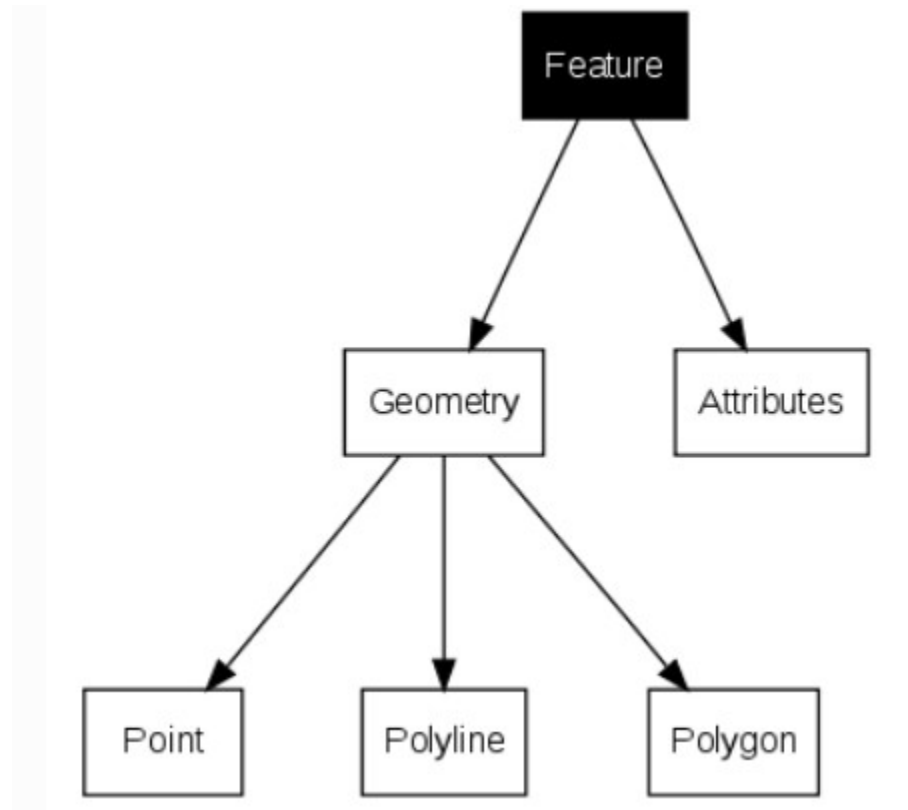 Feature
Geometry
Attributes
Point
Polyline
Polygon